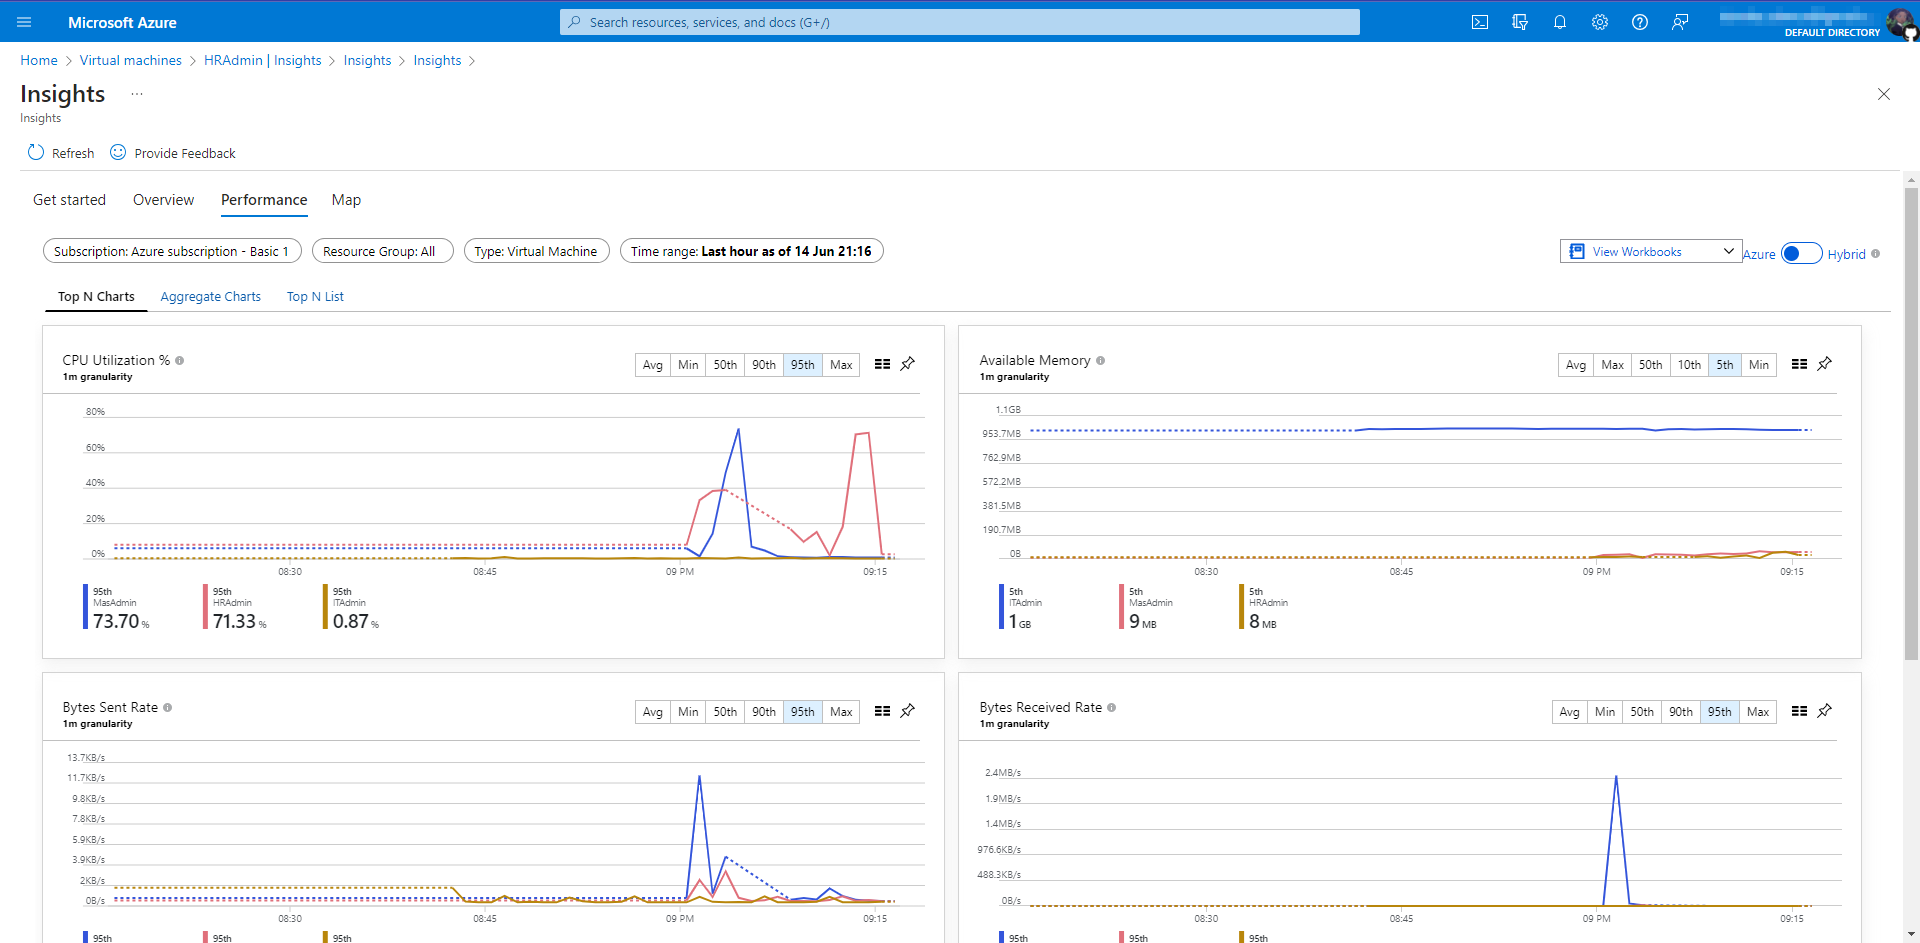 Microsoft Azure
Search resources, services, and docs (G+/)
DEFAULT DIRECTORY
Home > Virtual machines > HRAdmin | Insights > Insights > Insights >
Insights ...
Insights
Refresh Provide Feedback
Get started Overview Performance Map
Subscription: Azure subscription - Basic 1 Resource Group: All Type: Virtual Machine Time range: Last hour as of 14 Jun 21:16
View Workbooks Azure Hybrid
Top N Charts Aggregate Charts Top N List
CPU Utilization %
1m granularity
Avg Min 50th 90th 95th Max
80%
60%
40%
20%
0%
08:30 08:45 09 PM 09:15
95th
MasAdmin
73.70 %
95th
HRAdmin
71.33 %
95th
ITAdmin
0.87 %
Available Memory
1m granularity
Avg Max 50th 10th 5th Min
1.1GB
953.7MB
762.9MB
572.2MB
381.5MB
190.7MB
0B
08:30 08:45 09 PM 09:15
5th
ITAdmin
1 GB
5th
MasAdmin
9 MB
5th
HRAdmin
8 MB
Bytes Sent Rate
1m granularity
Avg Min 50th 90th 95th Max
13.7KB/s
11.7KB/s
9.8KB/s
7.8KB/s
5.9KB/s
3.9KB/s
2KB/s
0B/s
08:30 08:45 09 PM 09:15
95th 95th 95th
Bytes Received Rate
1m granularity
Avg Min 50th 90th 95th Max
2.4MB/s
1.9MB/s
1.4MB/s
976.6KB/s
488.3KB/s
0B/s
08:30 08:45 09 PM 09:15
95th 95th 95th